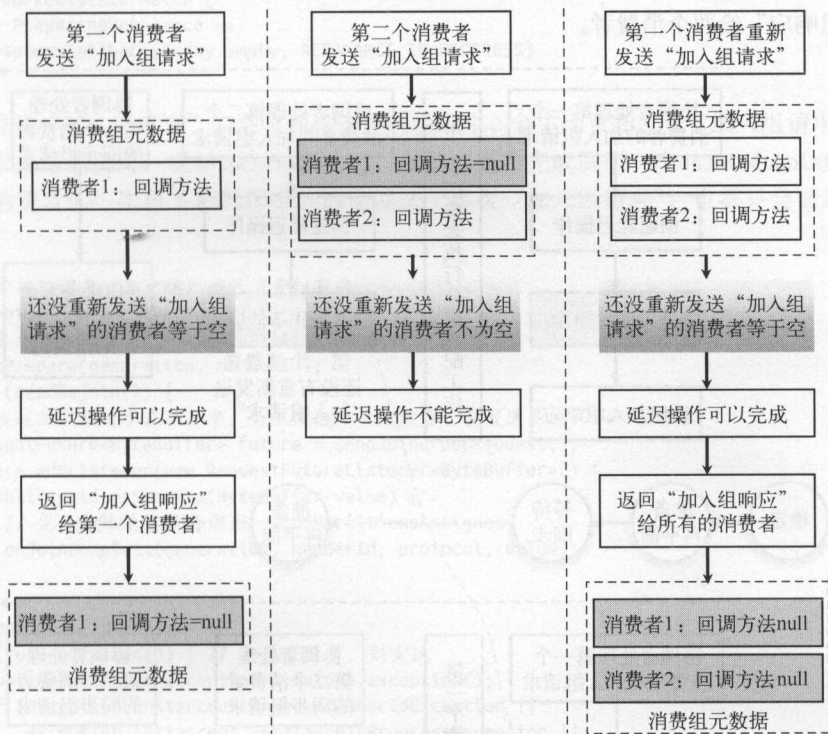 第二个消费者
发送“加入组请求”
消费组元数据
消费者1：回调方法
还没重新发送“加入组
请求”的消费者等于空
延迟操作可以完成
返回“加入组响应”
给第一个消费者
消费者1：回调方法=null
消费组元数据
第二个消费者
发送“加入组请求”
消费组元数据
消费者1：回调方法=null
消费者2：回调方法
还没重新发送“加入组
请求”的消费者不为空
延迟操作不能完成
第一个消费者重新
发送“加入组请求”
消费组元数据
消费者1：回调方法
消费者2：回调方法
还没重新发送“加入组
请求”的消费者等于空
延迟操作可以完成
返回“加入组响应”
给所有的消费者
消费者1：回调方法null
消费者2：回调方法 null
消费组元数据